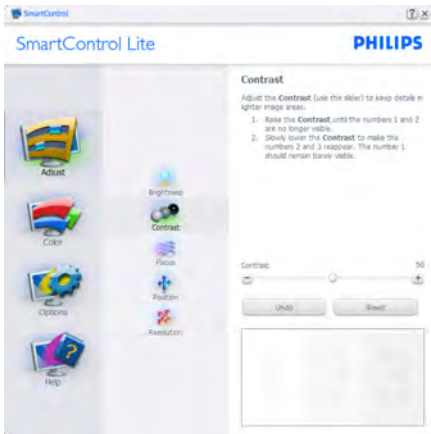 SmartControl
SmartControl Lite
PHILIPS
Adjust
Color
Options
Help
Brightness
Contrast
Focus
Position
Resolution
Contrast
Adjust the Contrast (use the slider) to keep details in
lighter image areas.
1. Raise the Contrast until the numbers 1 and 2
are no longer visible.
2. Slowly lower the Contrast to make the
numbers 2 and 3 reappear. The number 1
should remain barely visible.
Contrast: 50
Undo Reset